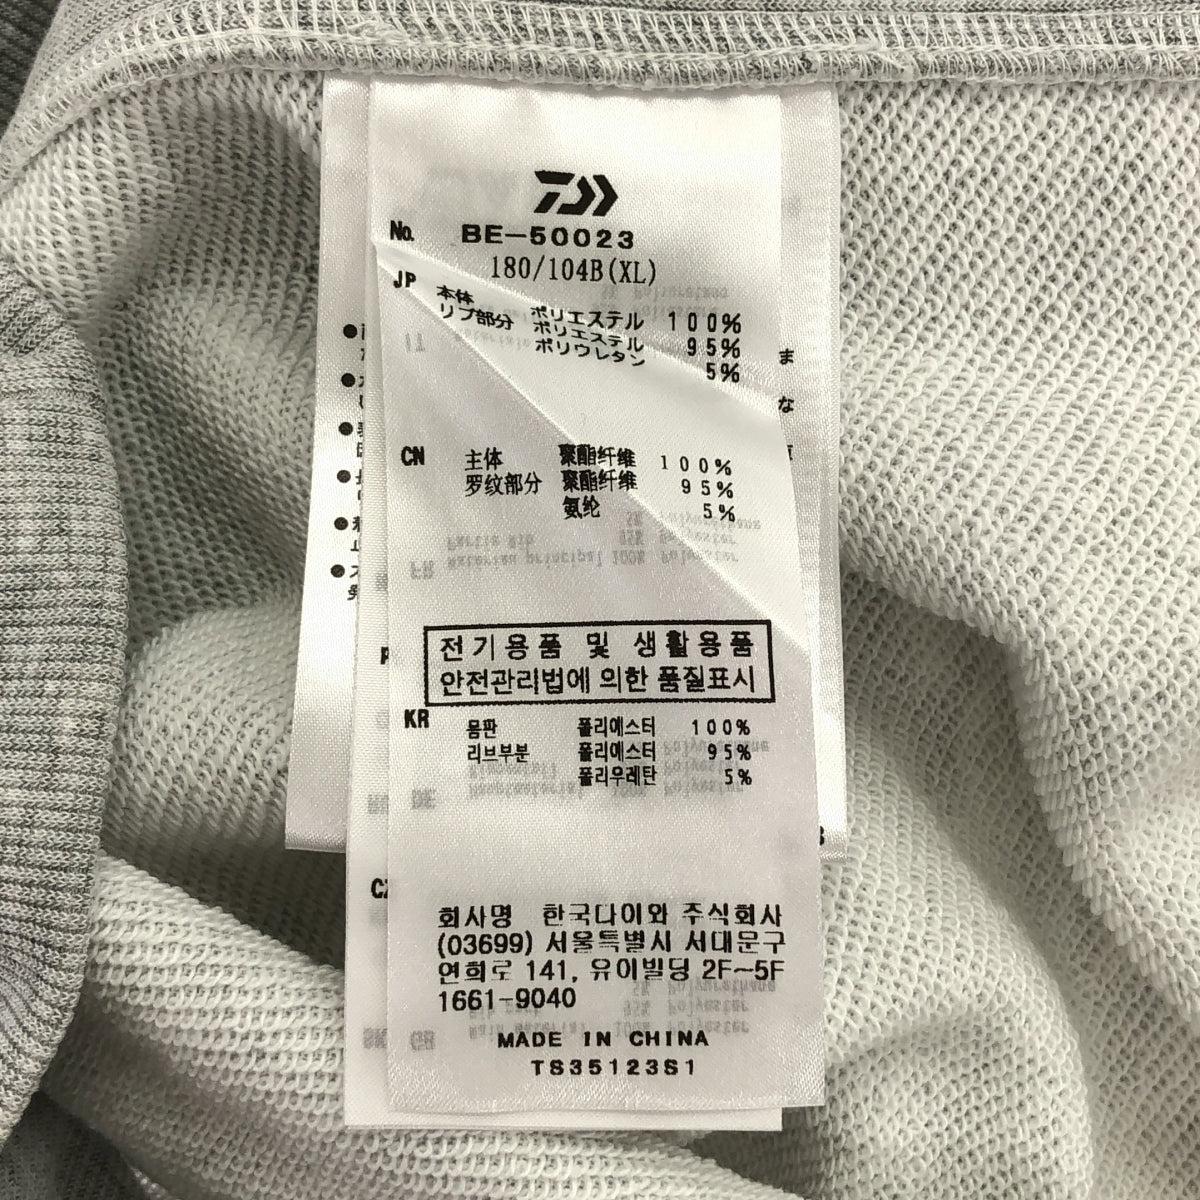 No. BE-50023
180/104B(XL)
JP 本体 ポリエステル 100%
リブ部分 ポリエステル 95%
ポリウレタン 5%
CN 主体 聚酯纤维 100%
罗纹部分 聚酯纤维 95%
氨纶 5%
전기용품 및 생활용품
안전관리법에 의한 품질표시
KR 몸판 폴리에스터 100%
리브부분 폴리에스터 95%
폴리우레탄 5%
회사명 한국다이와 주식회사
(03699) 서울특별시 서대문구
연희로 141, 유이빌딩 2F~5F
1661-9040
MADE IN CHINA
TS35123S1
ま
な
CZ